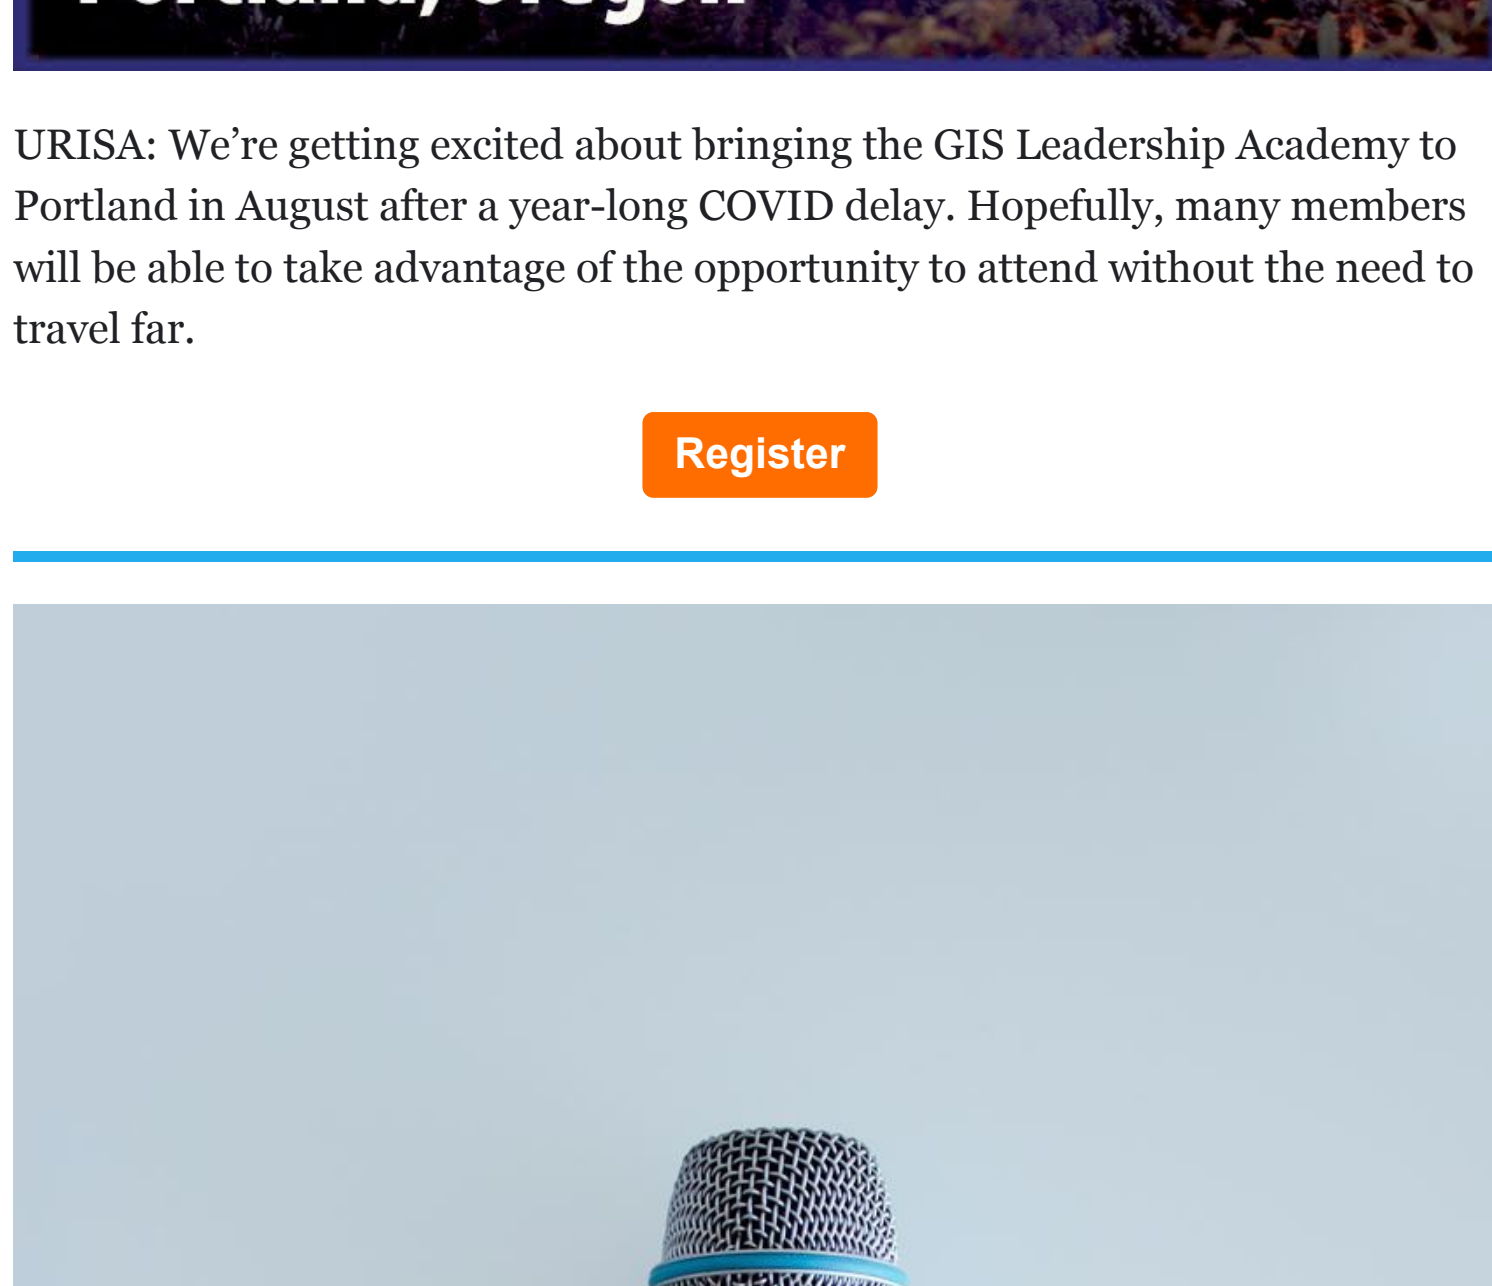 Portland, Oregon
URISA: We’re getting excited about bringing the GIS Leadership Academy to
Portland in August after a year-long COVID delay. Hopefully, many members
will be able to take advantage of the opportunity to attend without the need to
travel far.
Register